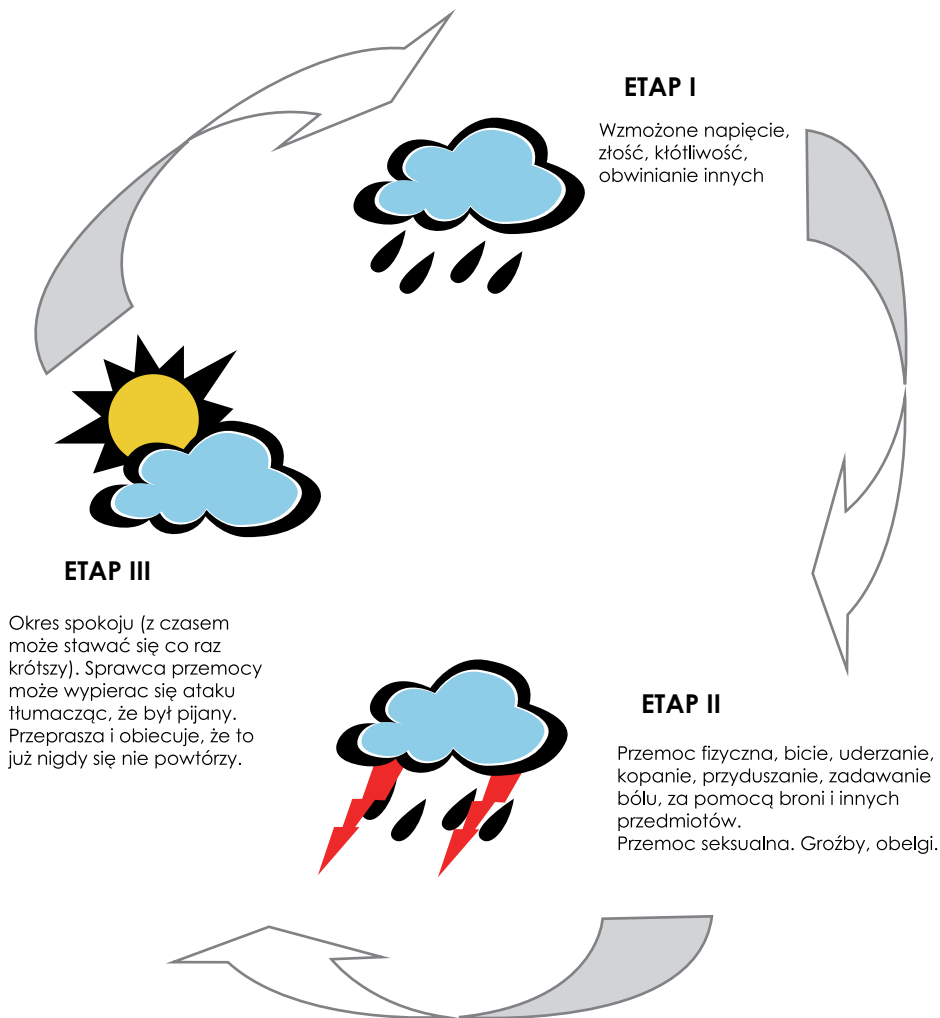 ETAP I
Wzmożone napięcie,
złość, kłótliwość,
obwinianie innych
ETAP II
Przemoc fizyczna, bicie, uderzanie,
kopanie, przyduszanie, zadawanie
bólu, za pomocą broni i innych
przedmiotów.
Przemoc seksualna. Groźby, obelgi.
ETAP III
Okres spokoju (z czasem
może stawać się co raz
krótszy). Sprawca przemocy
może wypierac się ataku
tłumacząc, że był pijany.
Przeprasza i obiecuje, że to
już nigdy się nie powtórzy.